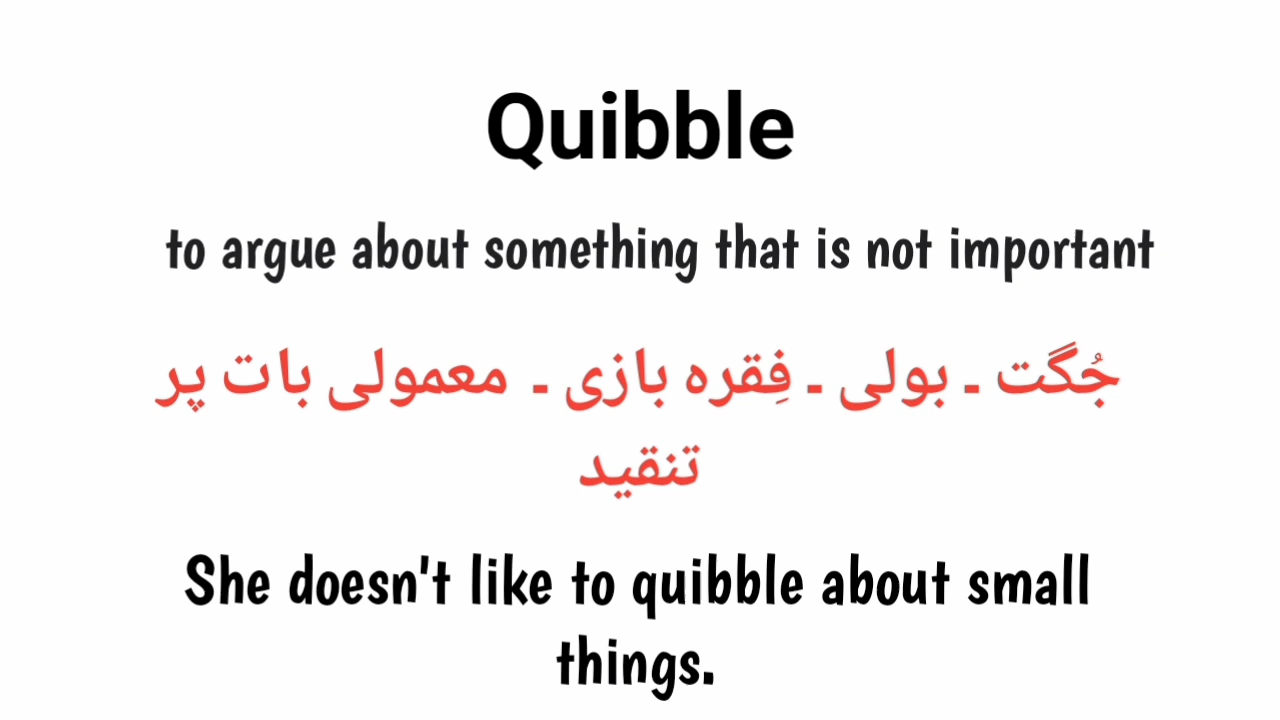 Quibble
to argue about something that is not important
جُگت ۔ بولی ۔ فِقرہ بازی ۔ معمولی بات پر
تنقید
She doesn't like to quibble about small
things.